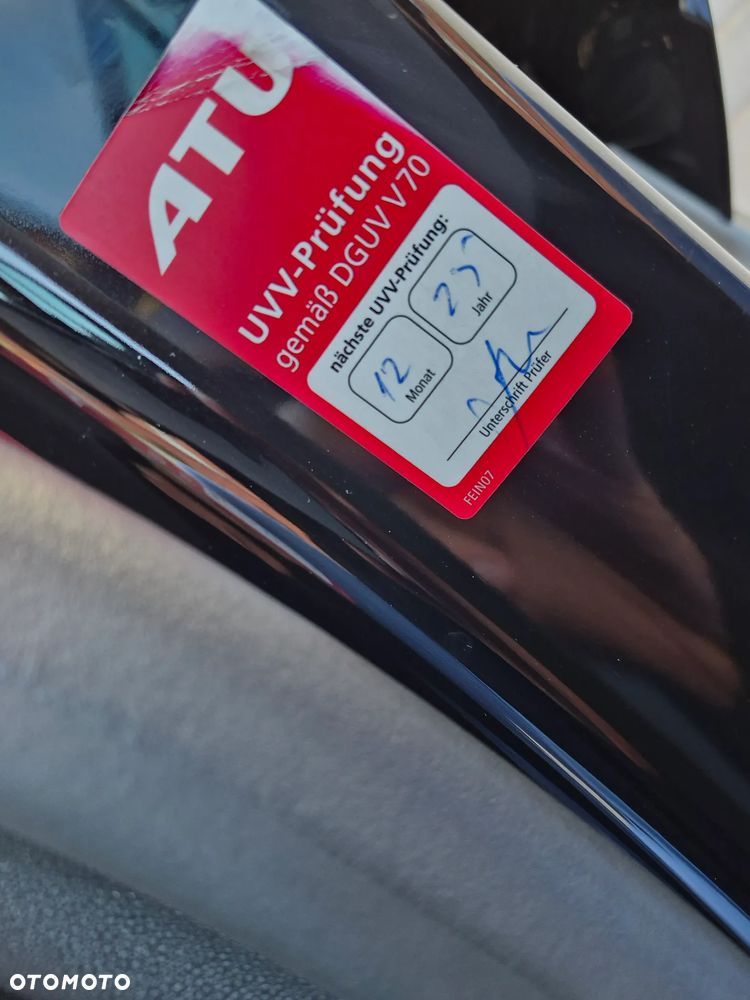 ATU
UVV-Prüfung
gemäß DGUV V70
nächste UVV-Prüfung:
12
Monat
25
Jahr
Unterschrift Prüfer
FEIN07
OTOMOTO